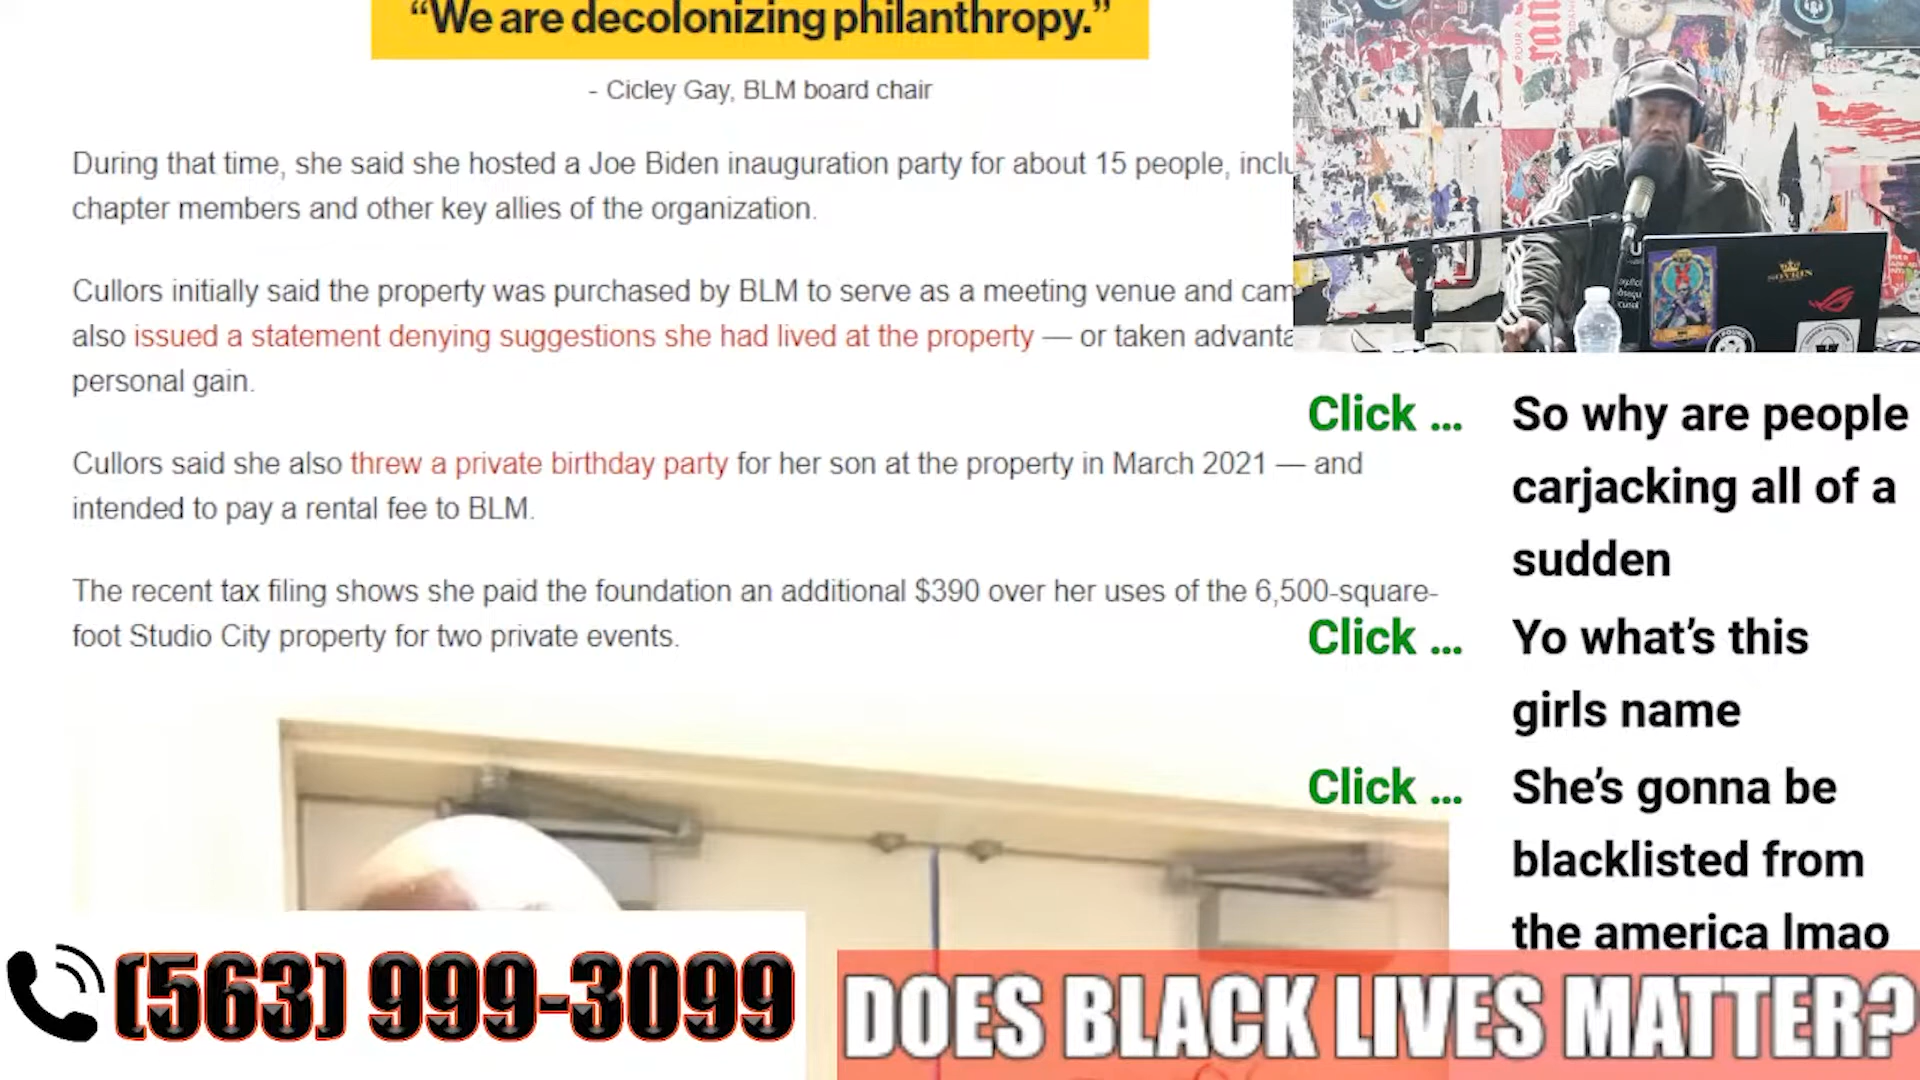 “We are decolonizing philanthropy.”
- Cicley Gay, BLM board chair
During that time, she said she hosted a Joe Biden inauguration party for about 15 people, inclu
chapter members and other key allies of the organization.
Cullors initially said the property was purchased by BLM to serve as a meeting venue and cam
also issued a statement denying suggestions she had lived at the property — or taken advanta
personal gain.
Cullors said she also threw a private birthday party for her son at the property in March 2021 — and
intended to pay a rental fee to BLM.
The recent tax filing shows she paid the foundation an additional $390 over her uses of the 6,500-square-
foot Studio City property for two private events.
Click ... So why are people
carjacking all of a
sudden
Click ... Yo what’s this
girls name
Click ... She’s gonna be
blacklisted from
the america lmao
(563) 999-3099
DOES BLACK LIVES MATTER?